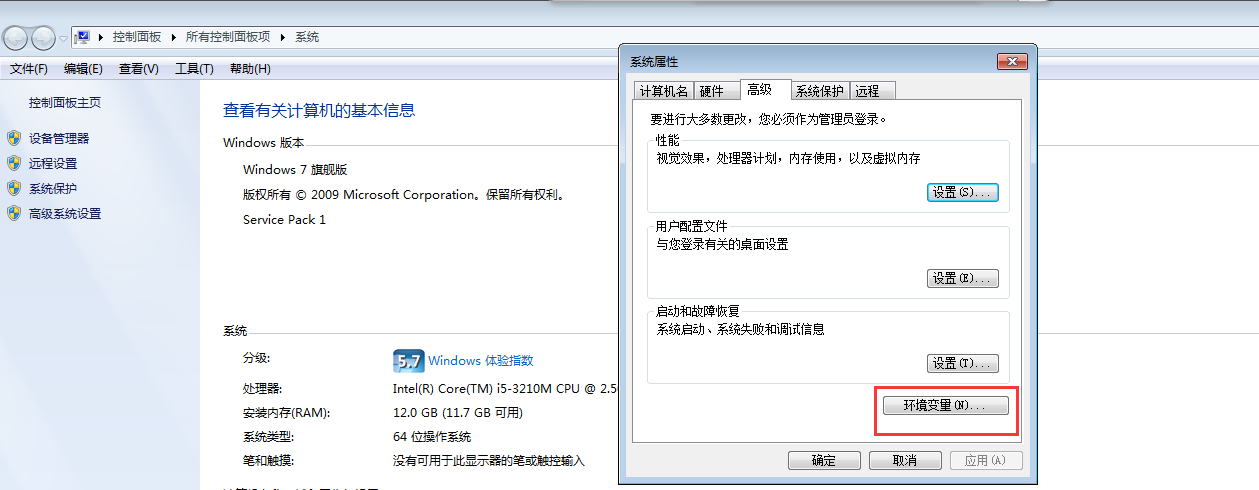 控制面板 所有控制面板项 系统
文件(F) 编辑(E) 查看(V) 工具(T) 帮助(H)
控制面板主页
设备管理器
远程设置
系统保护
高级系统设置
查看有关计算机的基本信息
Windows 版本
Windows 7 旗舰版
版权所有 © 2009 Microsoft Corporation。保留所有权利。
Service Pack 1
系统
分级: 5.7 Windows 体验指数
处理器: Intel(R) Core(TM) i5-3210M CPU @ 2.50
安装内存(RAM): 12.0 GB (11.7 GB 可用)
系统类型: 64 位操作系统
笔和触摸: 没有可用于此显示器的笔或触控输入
系统属性
计算机名 硬件 高级 系统保护 远程
要进行大多数更改，您必须作为管理员登录。
性能
视觉效果，处理器计划，内存使用，以及虚拟内存
设置(S)...
用户配置文件
与您登录有关的桌面设置
设置(E)...
启动和故障恢复
系统启动、系统失败和调试信息
设置(T)...
环境变量(N)...
确定 取消 应用(A)